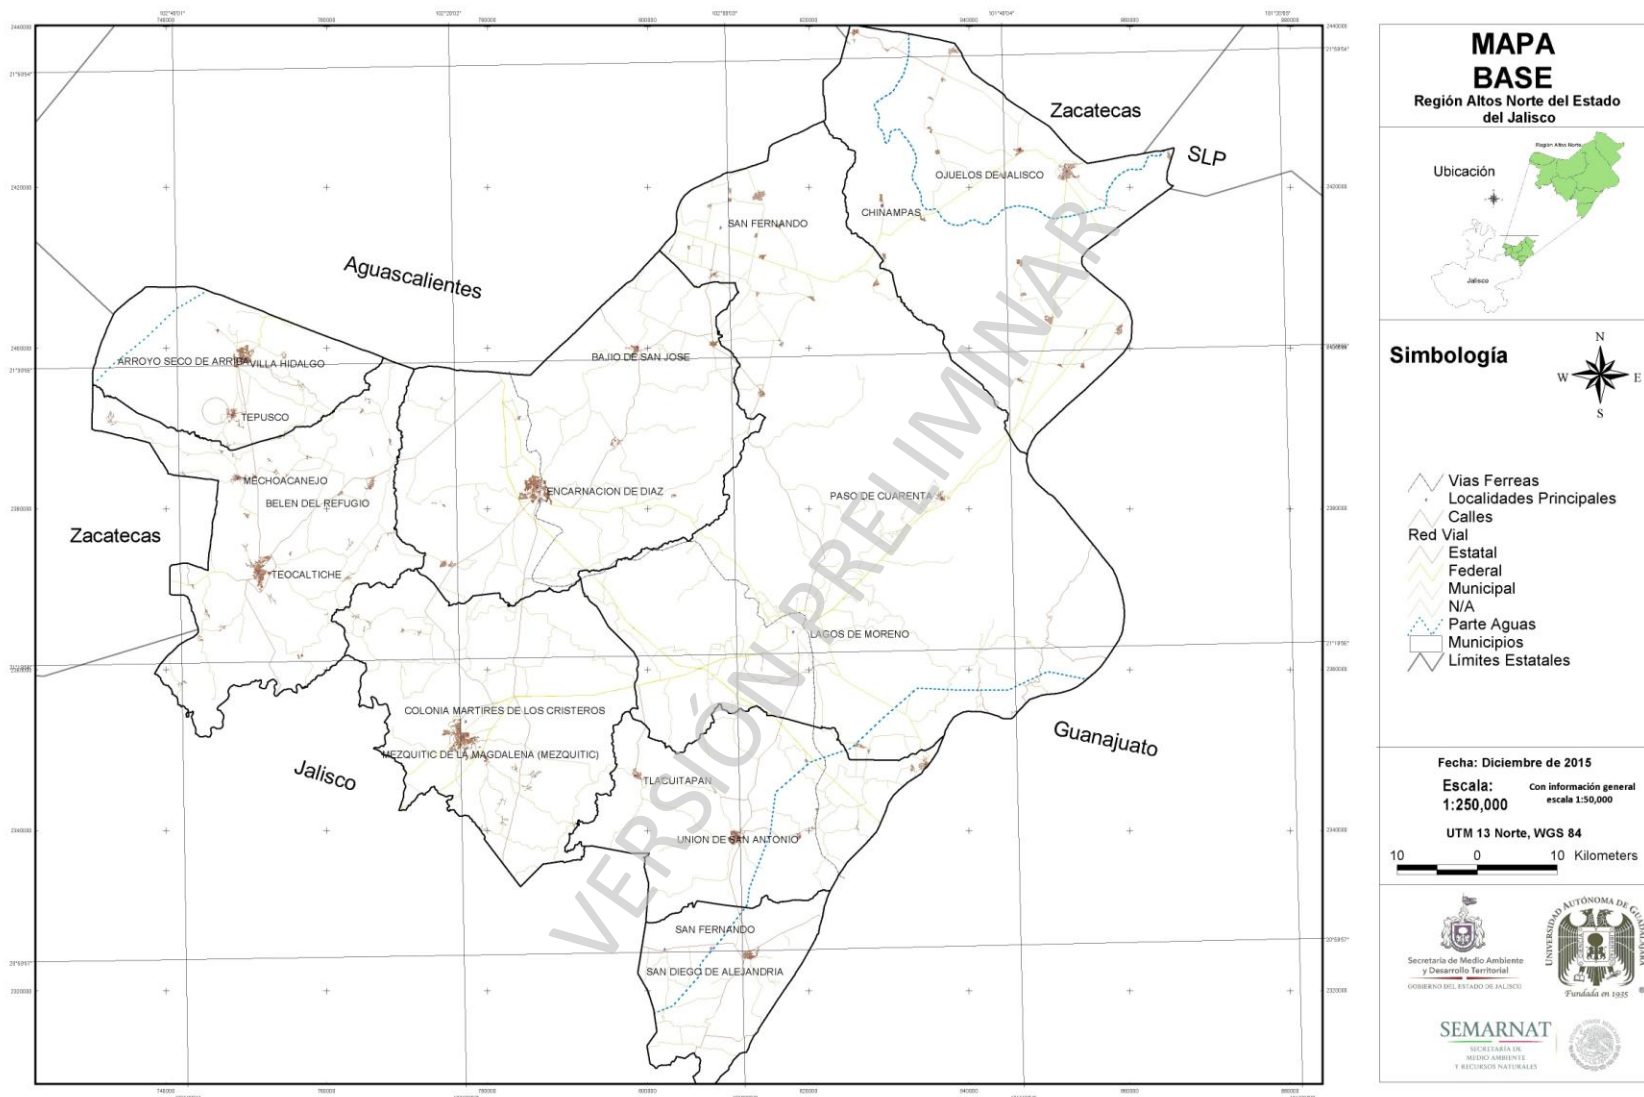 Zacatecas
SLP
OJUELOS DE JALISCO
CHINAMPAS
SAN FERNANDO
Aguascalientes
ARROYO SECO DE ARRIBA
VILLA HIDALGO
BAJIO DE SAN JOSE
TEPUSCO
MECHOACANEJO
BELEN DEL REFUGIO
ENCARNACION DE DIAZ
PASO DE CUARENTA
Zacatecas
TEOCALTICHE
LAGOS DE MORENO
COLONIA MARTIRES DE LOS CRISTEROS
MEZQUITIC DE LA MAGDALENA (MEZQUITIC)
Jalisco
TLACUITAPAN
Guanajuato
UNION DE SAN ANTONIO
SAN FERNANDO
SAN DIEGO DE ALEJANDRIA
VERSIÓN PRELIMINAR
MAPA
BASE
Región Altos Norte del Estado
del Jalisco
Región Altos Norte
Ubicación
Jalisco
Simbología
N
W E
S
Vias Ferreas
Localidades Principales
Calles
Red Vial
Estatal
Federal
Municipal
N/A
Parte Aguas
Municipios
Límites Estatales
Fecha: Diciembre de 2015
Escala:
1:250,000
Con información general
escala 1:50,000
UTM 13 Norte, WGS 84
10 0 10 Kilometers
Secretaría de Medio Ambiente
y Desarrollo Territorial
GOBIERNO DEL ESTADO DE JALISCO
UNIVERSIDAD AUTÓNOMA DE GUADALAJARA
Fundada en 1935
SEMARNAT
SECRETARÍA DE
MEDIO AMBIENTE
Y RECURSOS NATURALES